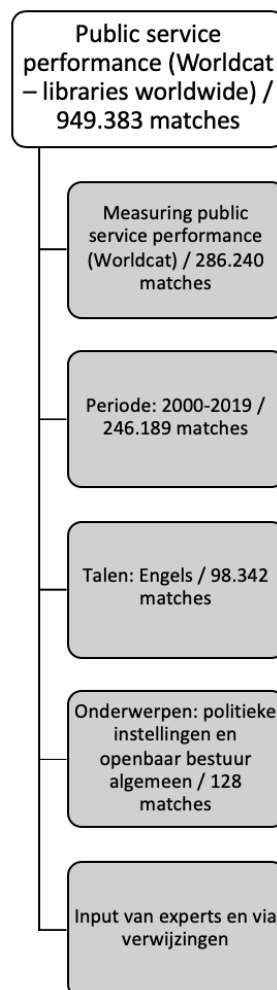 Public service
performance (Worldcat
– libraries worldwide) /
949.383 matches
Measuring public
service performance
(Worldcat) / 286.240
matches
Periode: 2000-2019 /
246.189 matches
Talen: Engels / 98.342
matches
Onderwerpen: politieke
instellingen en
openbaar bestuur
algemeen / 128
matches
Input van experts en via
verwijzingen